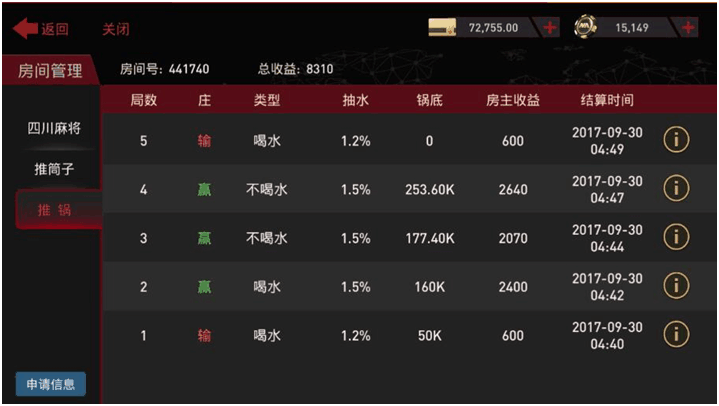 返回 关闭 72,755.00 15,149
房间管理 房间号: 441740 总收益: 8310
局数 庄 类型 抽水 锅底 房主收益 结算时间
四川麻将
推筒子
推 锅
5 输 喝水 1.2% 0 600 2017-09-30 04:49
4 赢 不喝水 1.5% 253.60K 2640 2017-09-30 04:47
3 赢 不喝水 1.5% 177.40K 2070 2017-09-30 04:44
2 赢 喝水 1.5% 160K 2400 2017-09-30 04:42
1 输 喝水 1.2% 50K 600 2017-09-30 04:40
申请信息